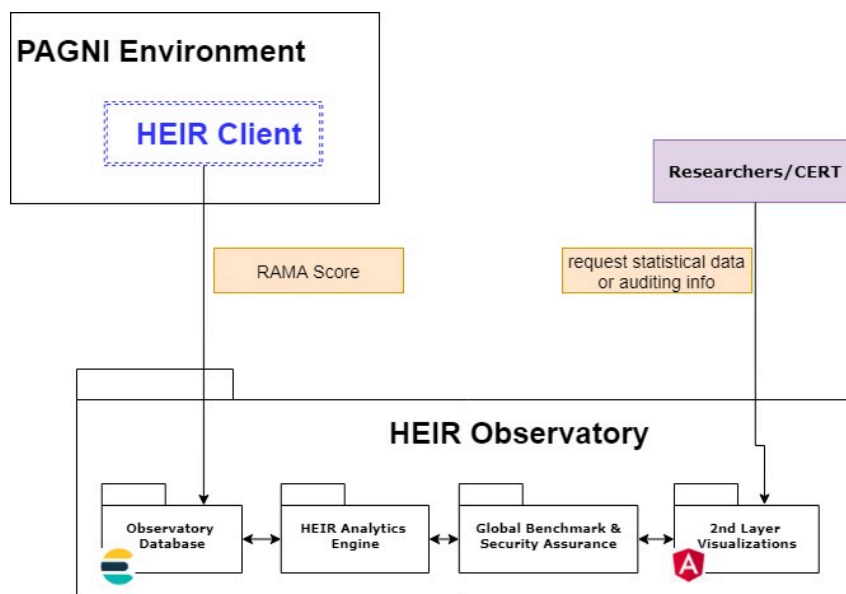 PAGNI Environment
HEIR Client
Researchers/CERT
RAMA Score
request statistical data
or auditing info
HEIR Observatory
Observatory
Database
HEIR Analytics
Engine
Global Benchmark &
Security Assurance
2nd Layer
Visualizations
A